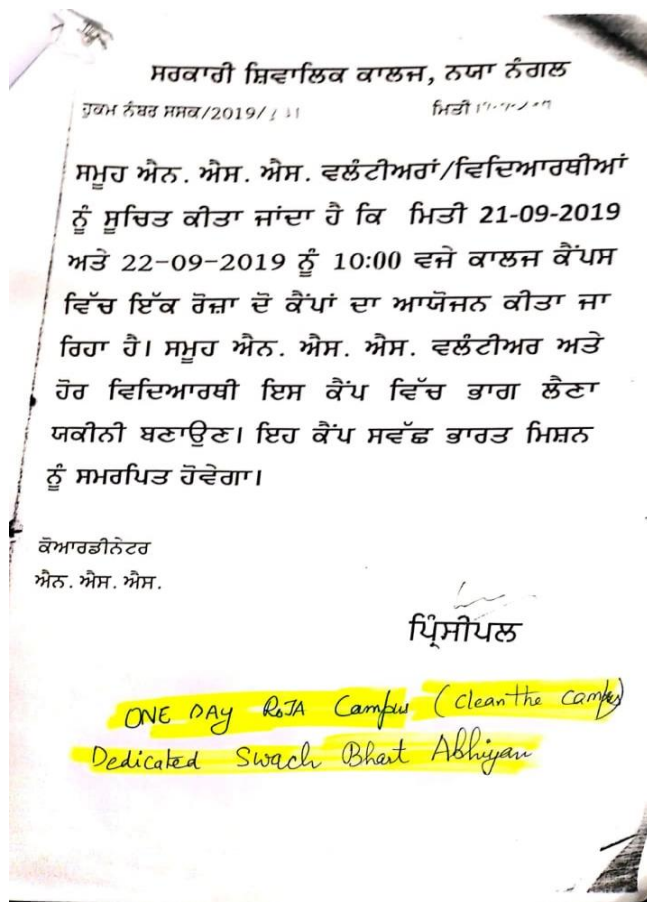 ਸਰਕਾਰੀ ਸ਼ਿਵਾਲਿਕ ਕਾਲਜ, ਨਯਾ ਨੰਗਲ
ਹੁਕਮ ਨੰਬਰ ਸਸਕ/2019/ ਮਿਤੀ
ਸਮੂਹ ਐਨ. ਐਸ. ਐਸ. ਵਲੰਟੀਅਰਾਂ/ਵਿਦਿਆਰਥੀਆਂ
ਨੂੰ ਸੂਚਿਤ ਕੀਤਾ ਜਾਂਦਾ ਹੈ ਕਿ ਮਿਤੀ 21-09-2019
ਅਤੇ 22-09-2019 ਨੂੰ 10:00 ਵਜੇ ਕਾਲਜ ਕੈਂਪਸ
ਵਿੱਚ ਇੱਕ ਰੋਜ਼ਾ ਦੋ ਕੈਂਪਾਂ ਦਾ ਆਯੋਜਨ ਕੀਤਾ ਜਾ
ਰਿਹਾ ਹੈ। ਸਮੂਹ ਐਨ. ਐਸ. ਐਸ. ਵਲੰਟੀਅਰ ਅਤੇ
ਹੋਰ ਵਿਦਿਆਰਥੀ ਇਸ ਕੈਂਪ ਵਿੱਚ ਭਾਗ ਲੈਣਾ
ਯਕੀਨੀ ਬਣਾਉਣ। ਇਹ ਕੈਂਪ ਸਵੱਛ ਭਾਰਤ ਮਿਸ਼ਨ
ਨੂੰ ਸਮਰਪਿਤ ਹੋਵੇਗਾ।
ਕੋਆਰਡੀਨੇਟਰ
ਐਨ. ਐਸ. ਐਸ.
ਪ੍ਰਿੰਸੀਪਲ
ONE DAY ROJA Campus (Clean the campus)
Dedicated Swach Bhart Abhiyan